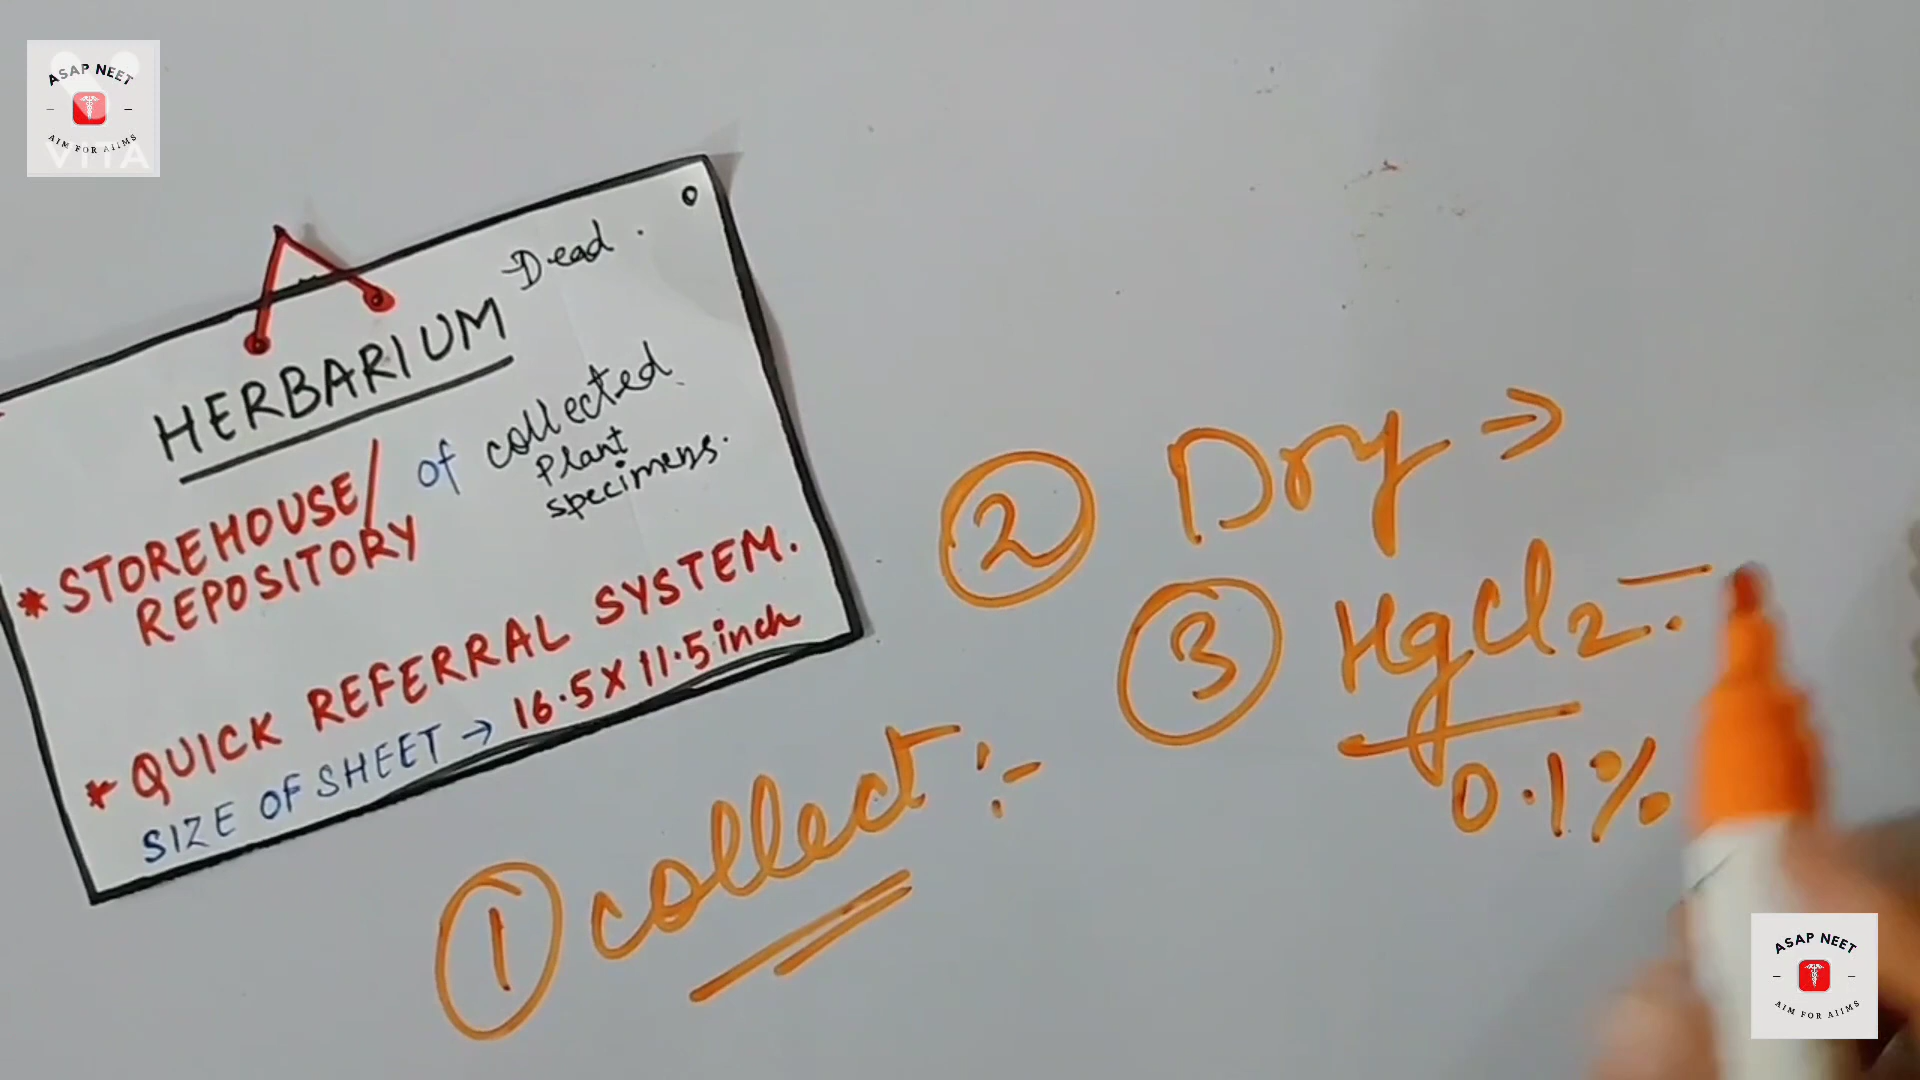 ASAP NEET
AIM FOR AIIMS
VITA
Dead.
HERBARIUM
* STOREHOUSE/ of collected
REPOSITORY plant
specimens.
* QUICK REFERRAL SYSTEM.
SIZE OF SHEET → 16.5 X 11.5 inch
① collect :-
② Dry →
③ HgCl2. —
0.1%
ASAP NEET
AIM FOR AIIMS